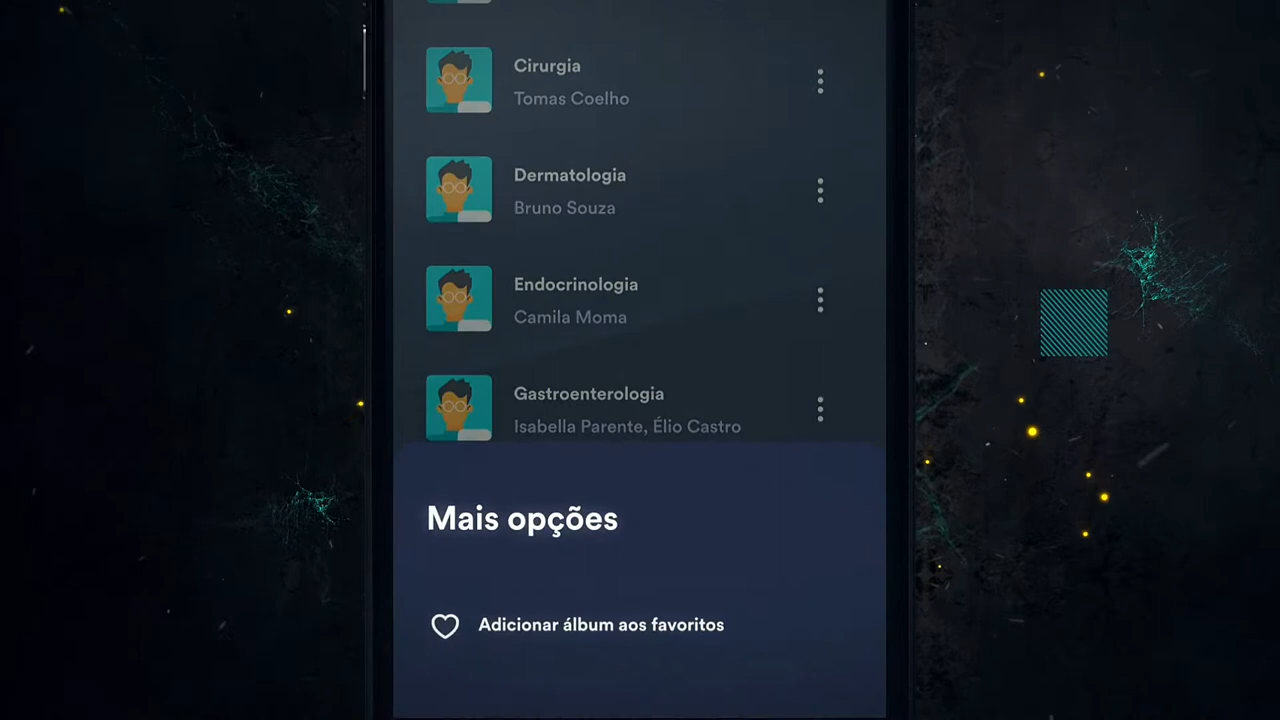 Cirurgia
Tomas Coelho
Dermatologia
Bruno Souza
Endocrinologia
Camila Moma
Gastroenterologia
Isabella Parente, Élio Castro
Mais opções
Adicionar álbum aos favoritos